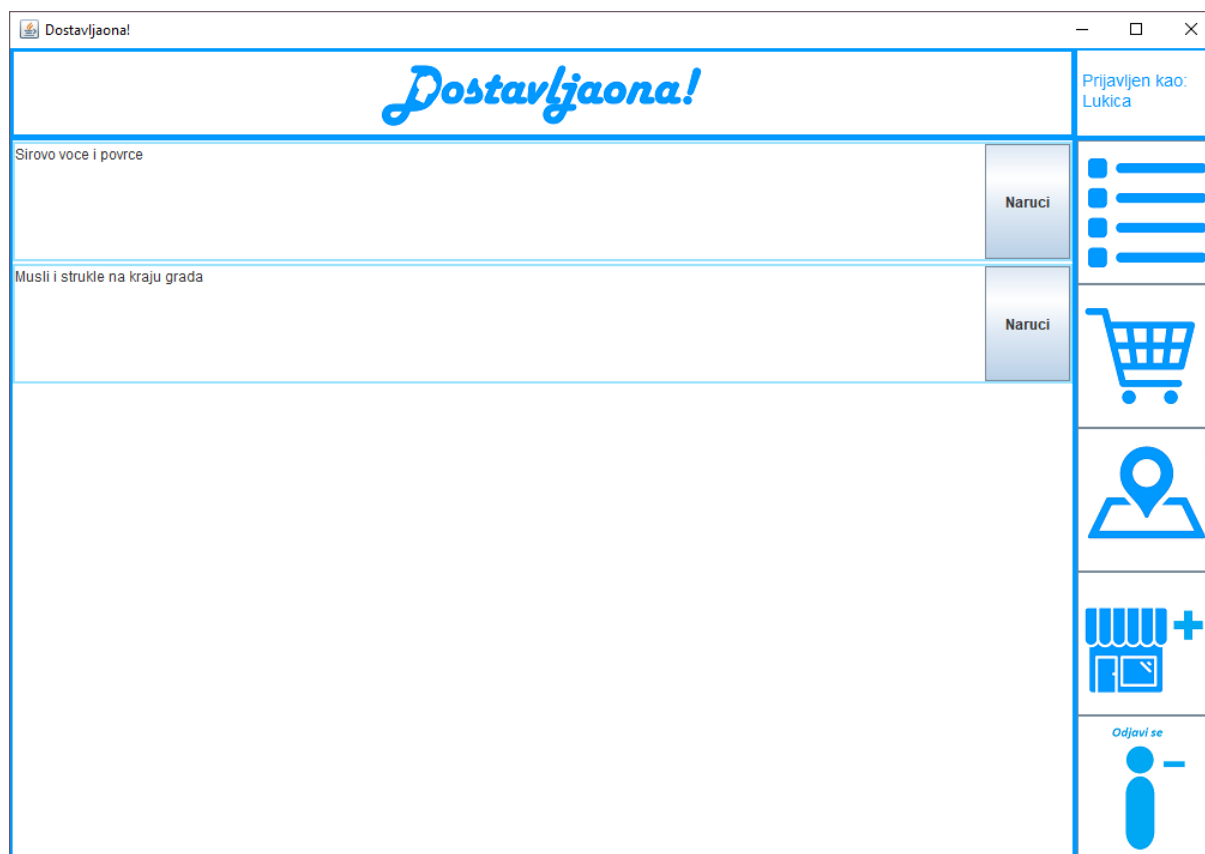 Dostavljaona!
Dostavljaona!
Prijavljen kao:
Lukica
Sirovo voce i povrce
Naruci
Musli i strukle na kraju grada
Naruci
Odjavi se